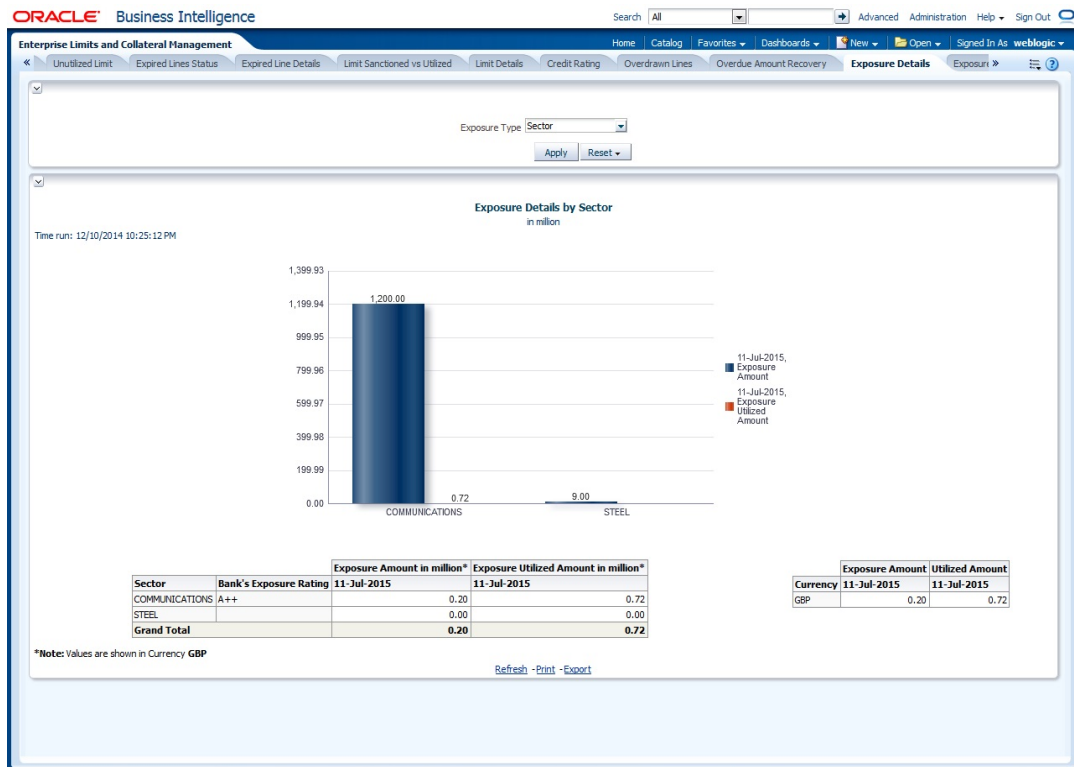 ORACLE Business Intelligence Search All Advanced Administration Help Sign Out
Enterprise Limits and Collateral Management Home Catalog Favorites Dashboards New Open Signed In As weblogic
« Unutilized Limit Expired Lines Status Expired Line Details Limit Sanctioned vs Utilized Limit Details Credit Rating Overdrawn Lines Overdue Amount Recovery Exposure Details Exposure »
Exposure Type Sector
Apply Reset
Exposure Details by Sector
in million
Time run: 12/10/2014 10:25:12 PM
1,399.93
1,199.94
999.95
799.96
599.97
399.98
199.99
0.00
1,200.00
0.72
9.00
COMMUNICATIONS STEEL
11-Jul-2015,
Exposure
Amount
11-Jul-2015,
Exposure
Utilized
Amount
Exposure Amount in million* Exposure Utilized Amount in million*
Sector Bank's Exposure Rating 11-Jul-2015 11-Jul-2015
COMMUNICATIONS A++ 0.20 0.72
STEEL 0.00 0.00
Grand Total 0.20 0.72
Exposure Amount Utilized Amount
Currency 11-Jul-2015 11-Jul-2015
GBP 0.20 0.72
*Note: Values are shown in Currency GBP
Refresh -Print -Export